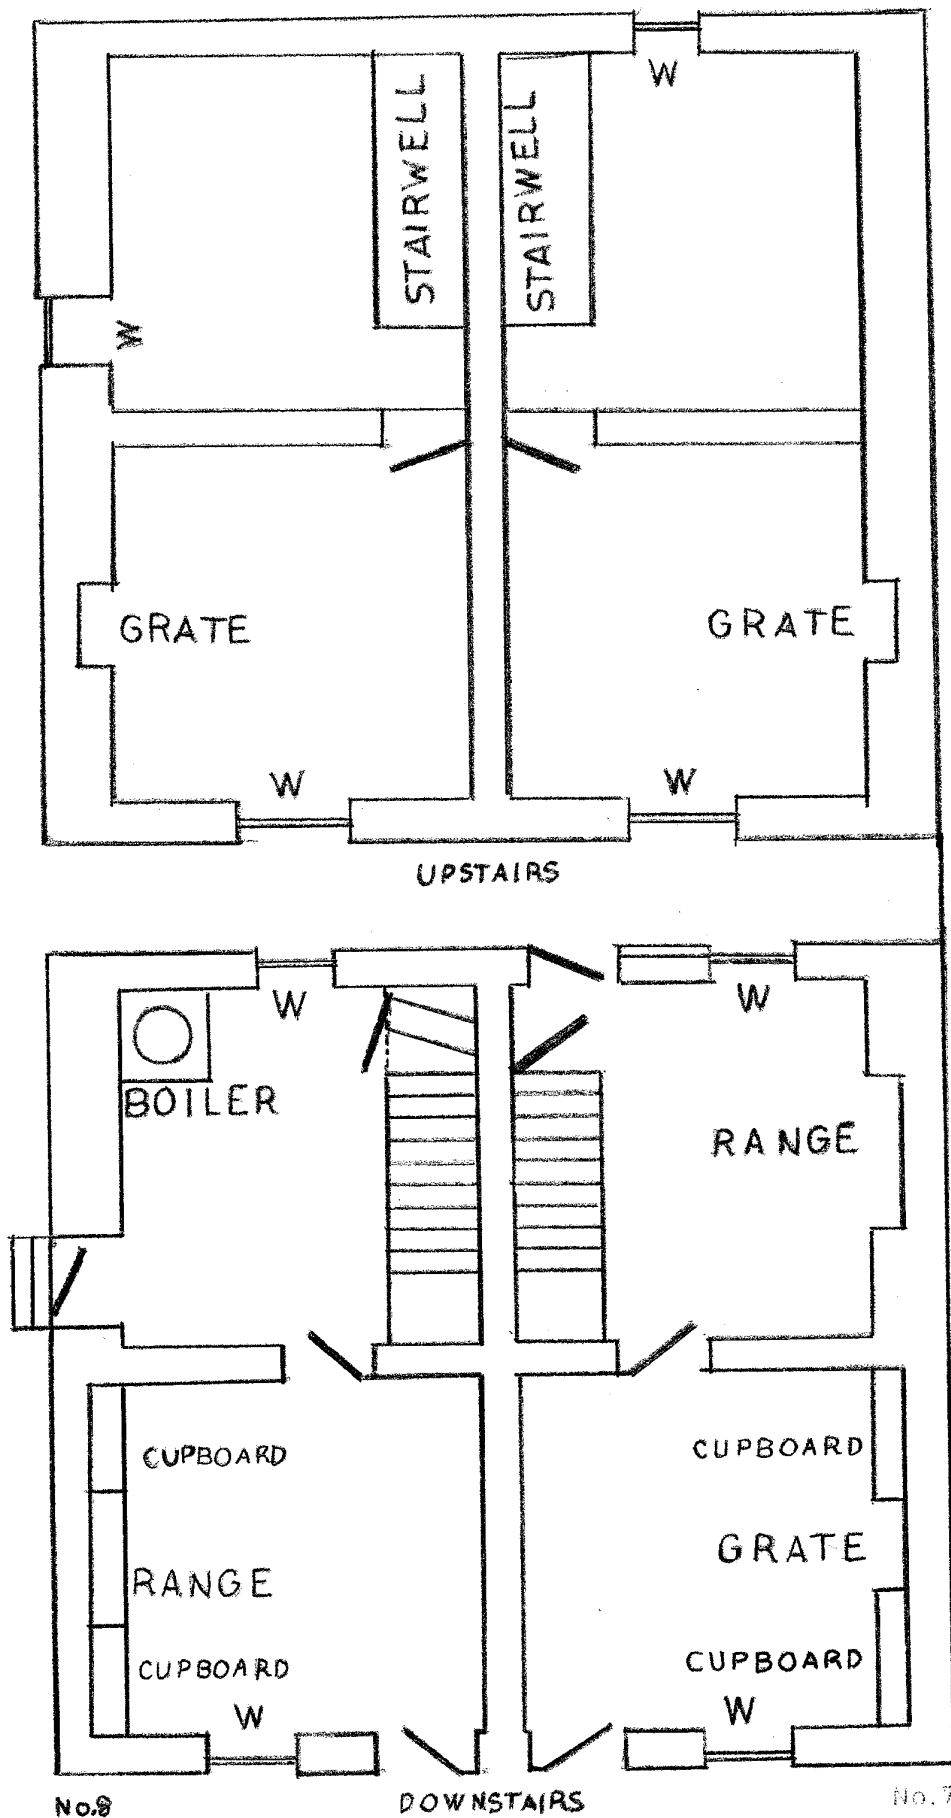 W
STAIRWELL
STAIRWELL
W
GRATE
GRATE
W
W
UPSTAIRS
W
W
BOILER
RANGE
CUPBOARD
CUPBOARD
RANGE
GRATE
CUPBOARD
CUPBOARD
W
W
No.8
DOWNSTAIRS
No.7